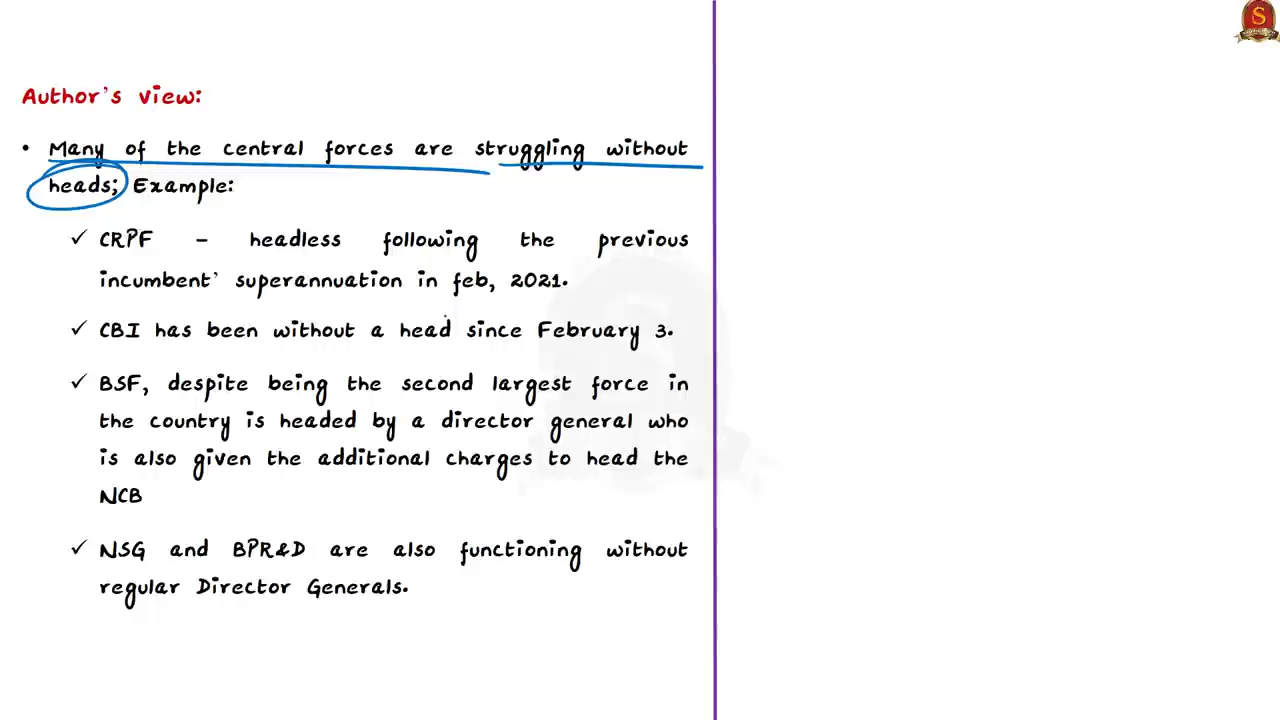 Author's view:
• Many of the central forces are struggling without
heads; Example:
✓ CRPF – headless following the previous
incumbent' superannuation in feb, 2021.
✓ CBI has been without a head since February 3.
✓ BSF, despite being the second largest force in
the country is headed by a director general who
is also given the additional charges to head the
NCB
✓ NSG and BPR&D are also functioning without
regular Director Generals.
S